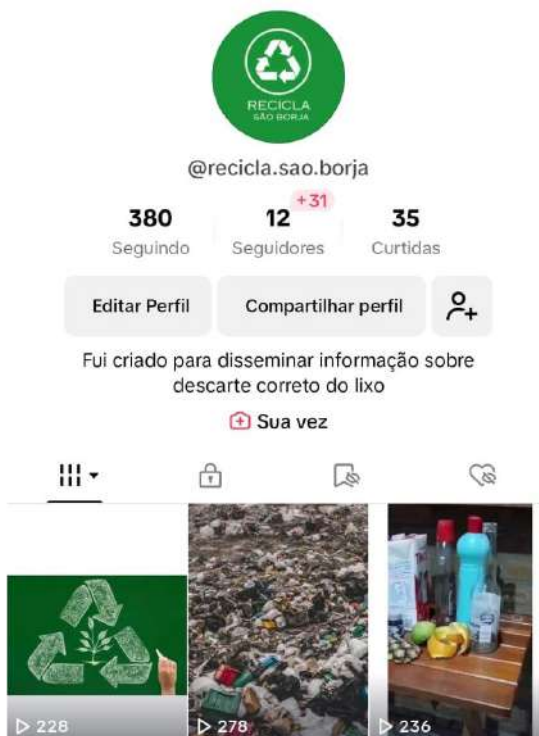 RECICLA
SÃO BORJA
@recicla.sao.borja
+31
380 12 35
Seguindo Seguidores Curtidas
Editar Perfil Compartilhar perfil
Fui criado para disseminar informação sobre
descarte correto do lixo
Sua vez
228 278 236